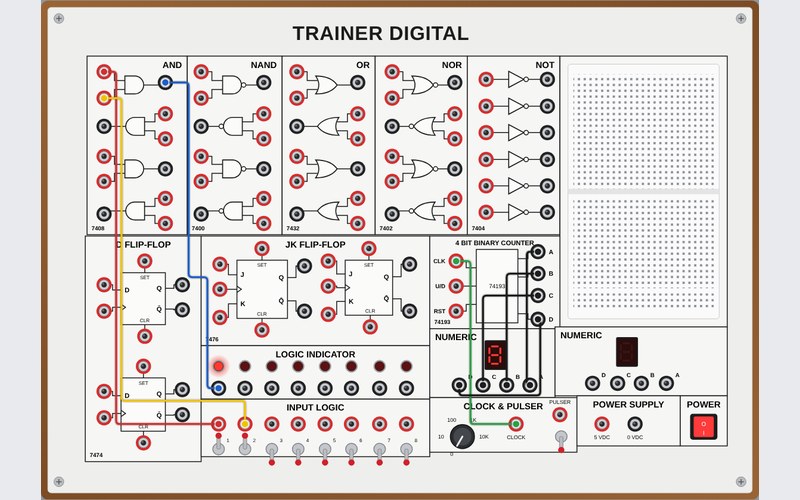 TRAINER DIGITAL
AND
NAND
OR
NOR
NOT
7408
7400
7432
7402
7404
FLIP-FLOP
SET
D
Q
Q̄
CLR
SET
D
Q
Q̄
CLR
7474
JK FLIP-FLOP
SET
J
K
Q
Q̄
CLR
SET
J
K
Q
Q̄
CLR
476
4 BIT BINARY COUNTER
CLK
U/D
RST
74193
74193
A
B
C
D
LOGIC INDICATOR
INPUT LOGIC
1 2 3 4 5 6 7 8
NUMERIC
C B A
NUMERIC
D C B A
CLOCK & PULSER
PULSER
100
1K
10
10K
0
CLOCK
POWER SUPPLY
5 VDC
0 VDC
POWER